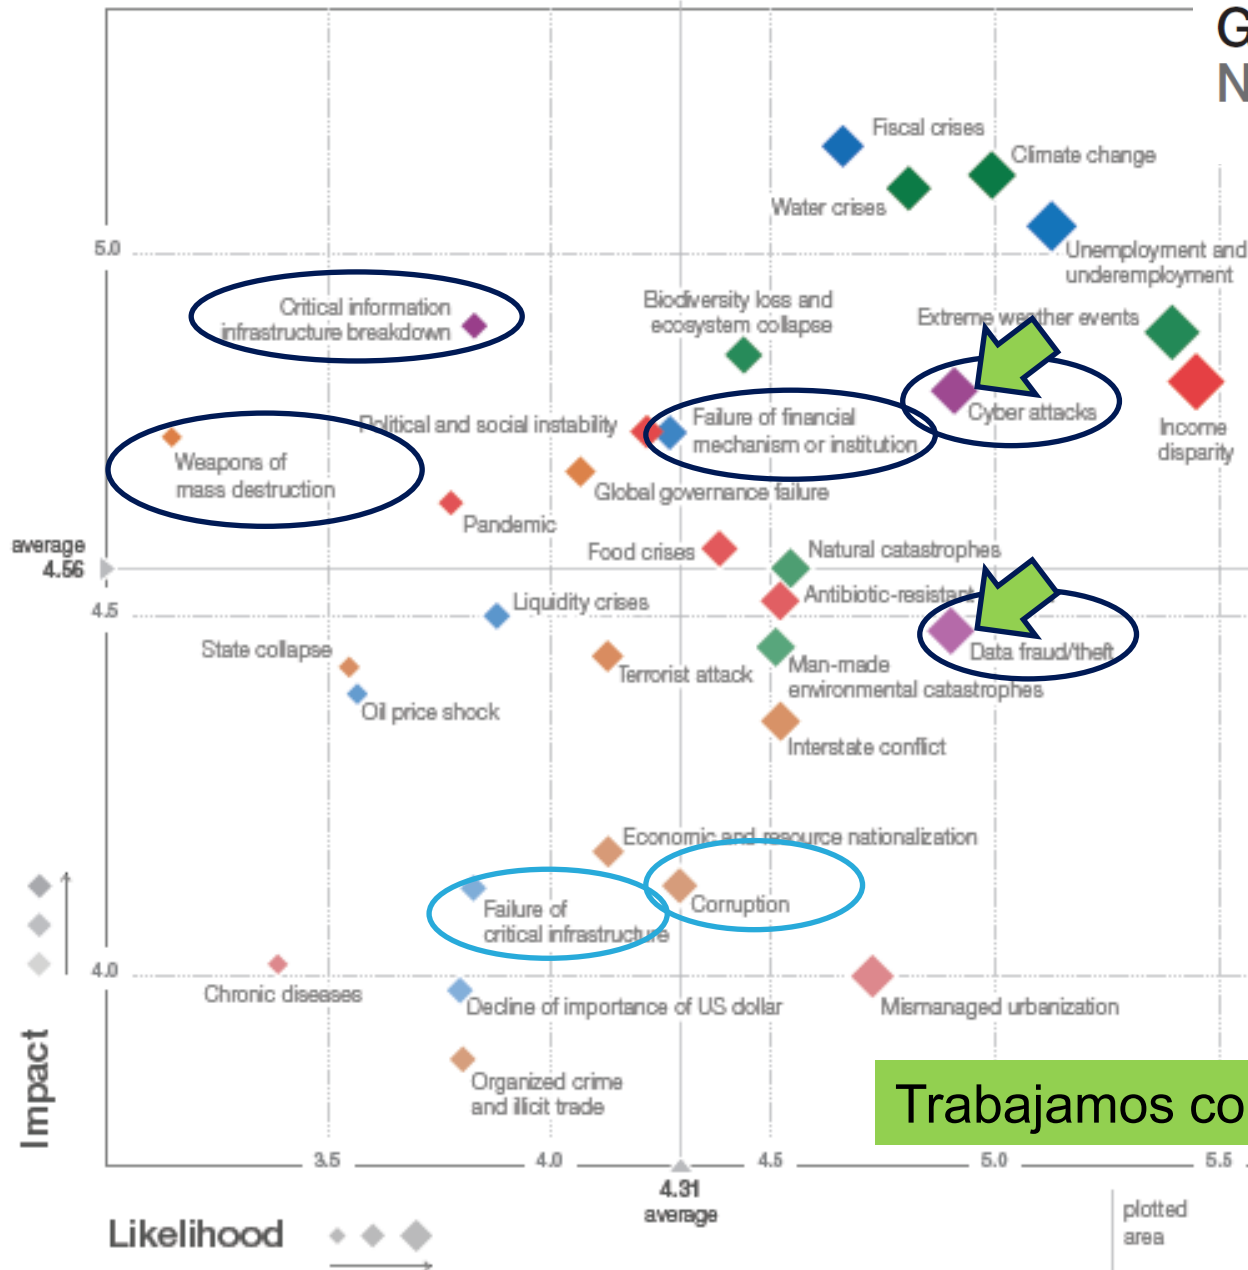 G
N
Fiscal crises
Climate change
Water crises
5.0
Unemployment and
underemployment
Critical information
infrastructure breakdown
Biodiversity loss and
ecosystem collapse
Extreme weather events
Cyber attacks
Political and social instability
Failure of financial
mechanism or institution
Income
disparity
Weapons of
mass destruction
Global governance failure
Pandemic
average
4.56
Food crises
Natural catastrophes
4.5
Liquidity crises
Antibiotic-resistant
State collapse
Terrorist attack
Man-made
environmental catastrophes
Data fraud/theft
Oil price shock
Interstate conflict
Economic and resource nationalization
Failure of
critical infrastructure
Corruption
4.0
Chronic diseases
Decline of importance of US dollar
Mismanaged urbanization
Organized crime
and illicit trade
Impact
Trabajamos co
3.5
4.0
4.5
5.0
5.5
4.31
average
Likelihood
plotted
area